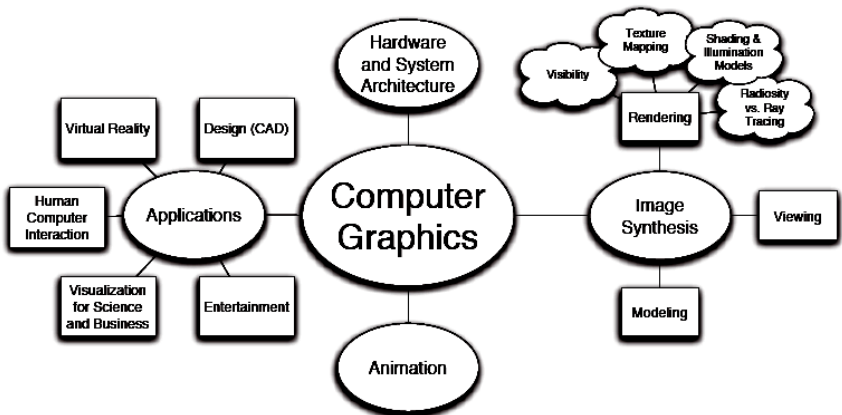 Hardware
and System
Architecture
Texture
Mapping
Shading &
Illumination
Models
Visibility
Radiosity
vs. Ray
Tracing
Rendering
Virtual Reality
Design (CAD)
Human
Computer
Interaction
Applications
Computer
Graphics
Image
Synthesis
Viewing
Visualization
for Science
and Business
Entertainment
Modeling
Animation